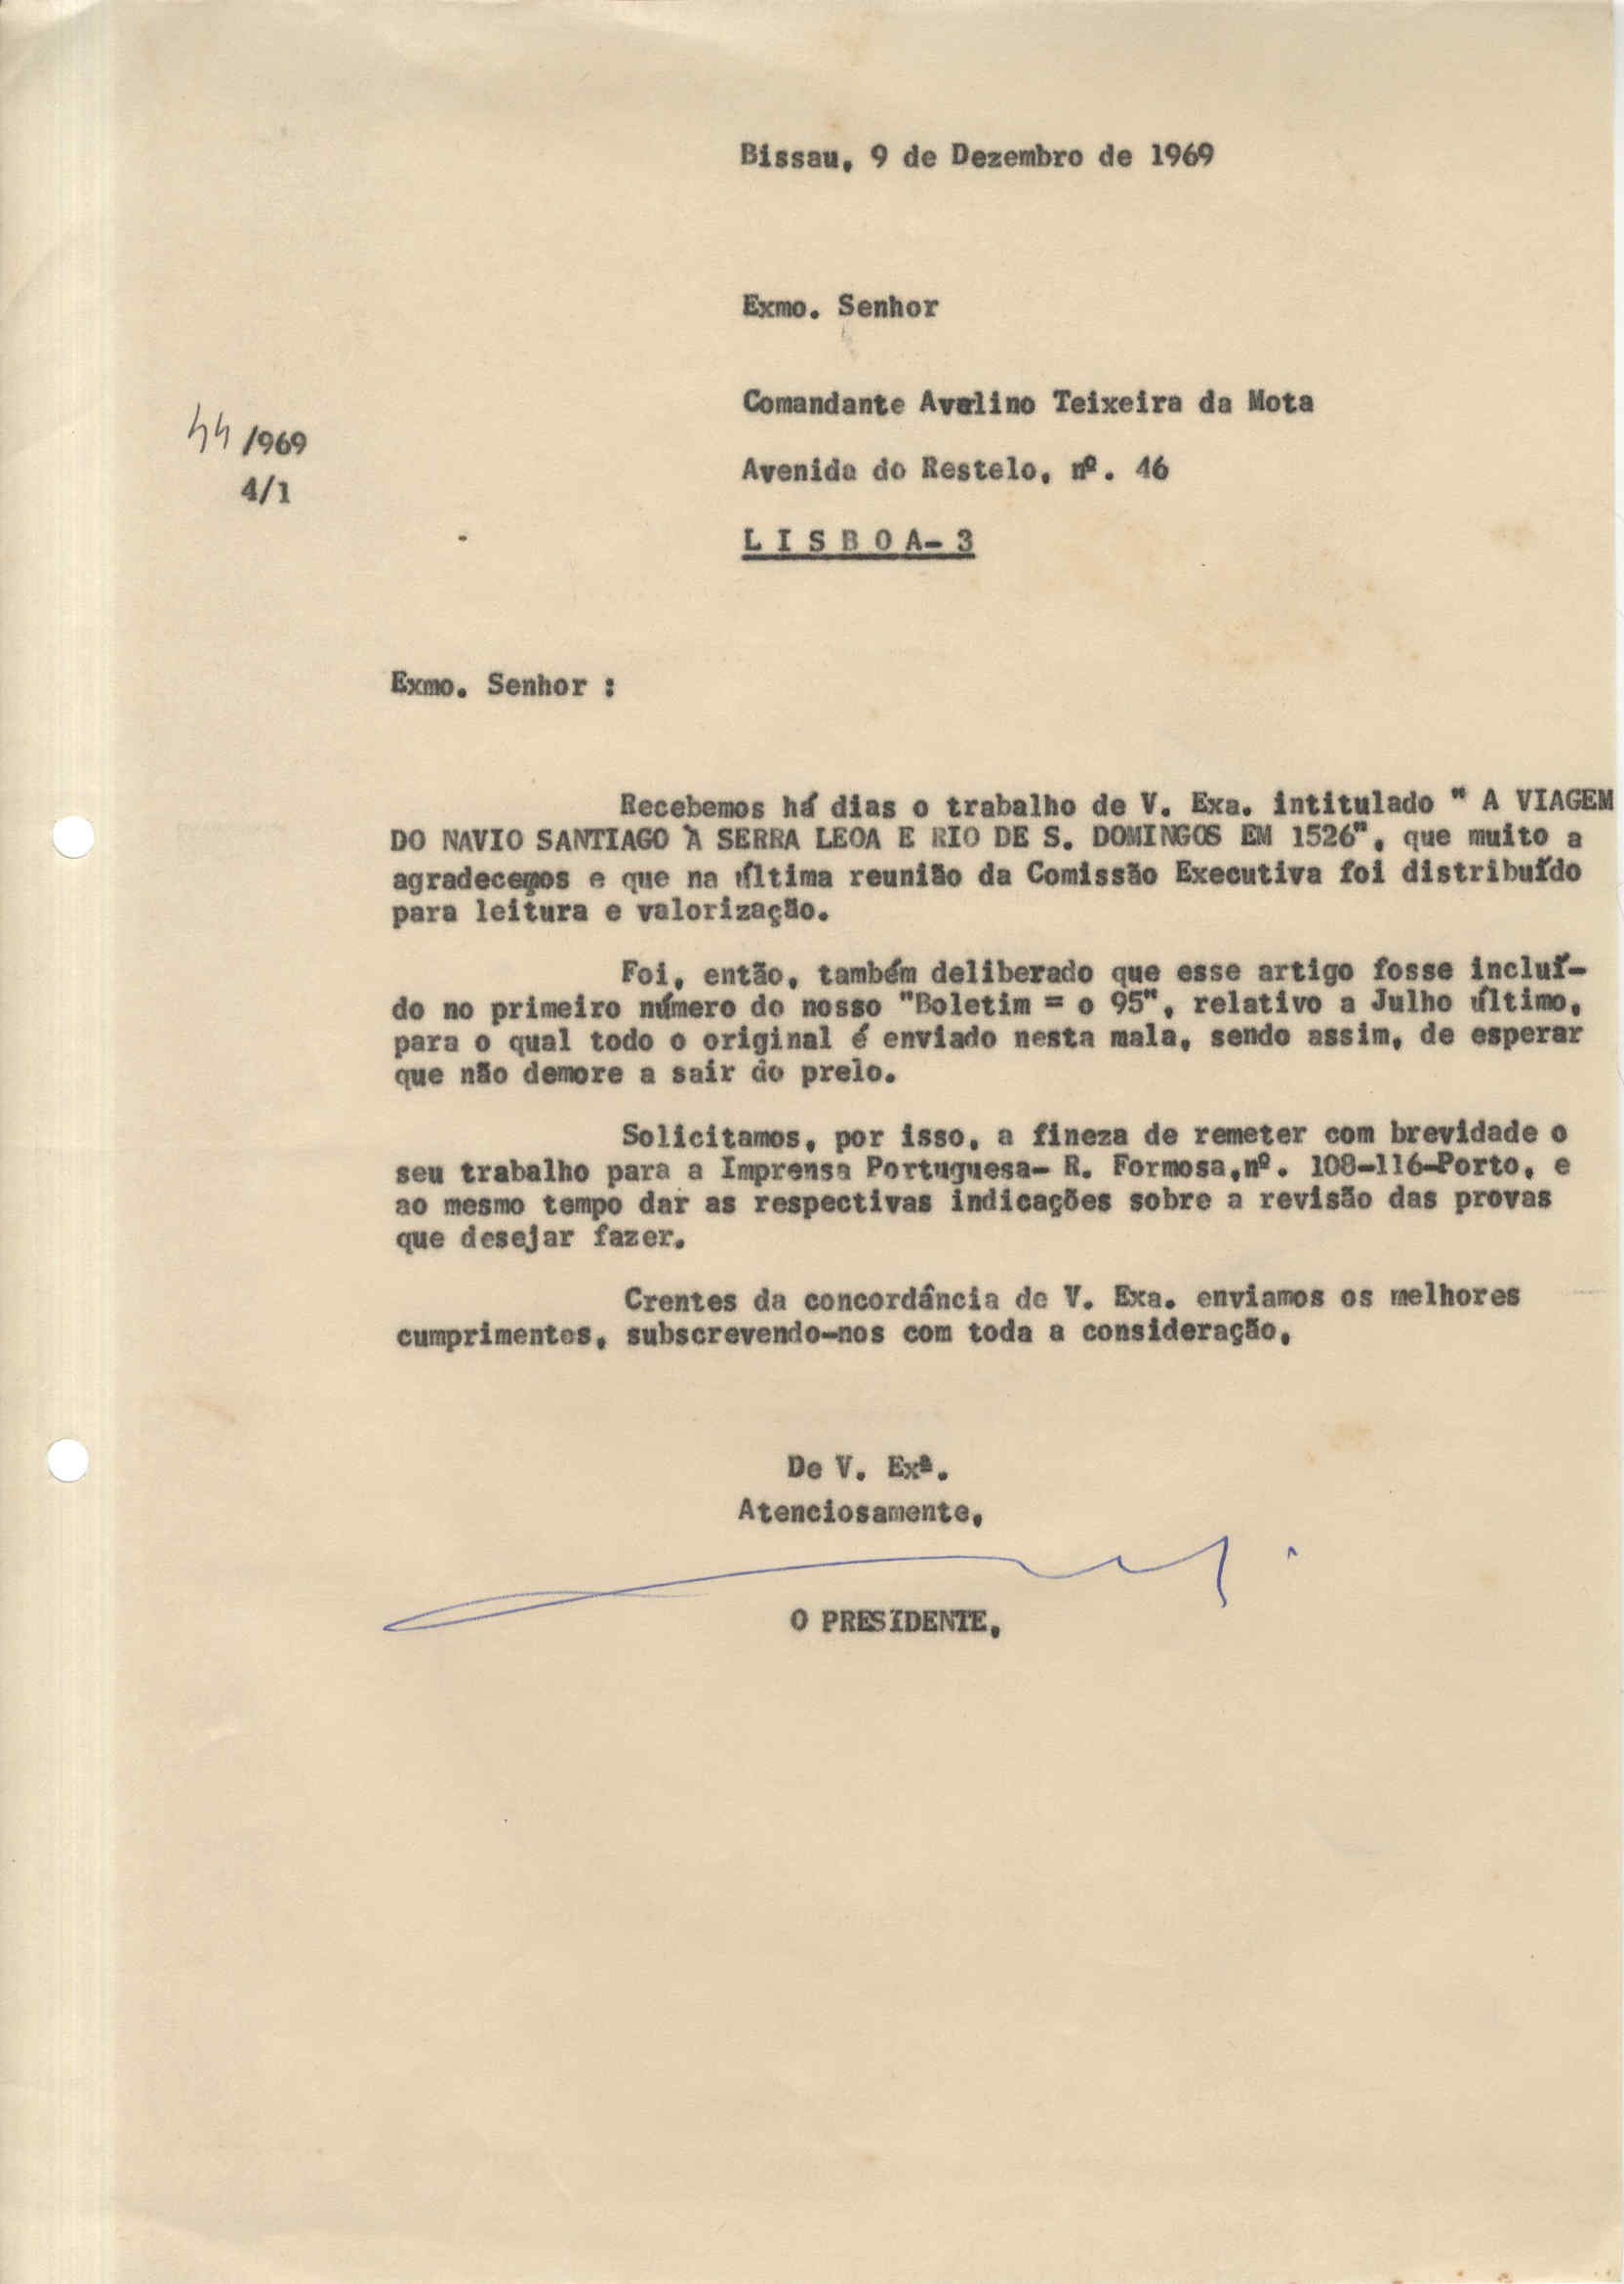 Bissau, 9 de Dezembro de 1969
Exmo. Senhor
Comandante Avelino Teixeira da Mota
44/969
Avenida do Restelo, nº. 46
4/1
L I S B O A- 3
Exmo. Senhor :
Recebemos há dias o trabalho de V. Exa. intitulado " A VIAGEM
DO NAVIO SANTIAGO À SERRA LEOA E RIO DE S. DOMINGOS EM 1526", que muito a
agradecemos e que na última reunião da Comissão Executiva foi distribuído
para leitura e valorização.
Foi, então, também deliberado que esse artigo fosse incluí-
do no primeiro número do nosso "Boletim = o 95", relativo a Julho último,
para o qual todo o original é enviado nesta mala, sendo assim, de esperar
que não demore a sair do prelo.
Solicitamos, por isso, a fineza de remeter com brevidade o
seu trabalho para a Imprensa Portuguesa- R. Formosa,nº. 108-116-Porto, e
ao mesmo tempo dar as respectivas indicações sobre a revisão das provas
que desejar fazer.
Crentes da concordância de V. Exa. enviamos os melhores
cumprimentos, subscrevendo-nos com toda a consideração,
De V. Exª.
Atenciosamente,
O PRESIDENTE,